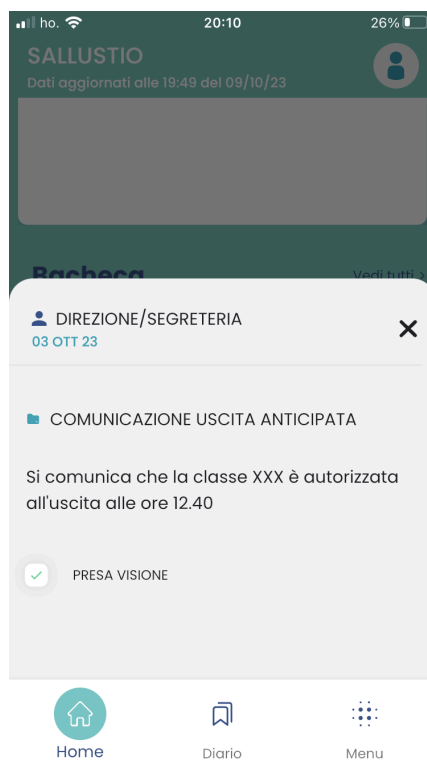 ho. 20:10 26%
SALLUSTIO
Dati aggiornati alle 19:49 del 09/10/23
Bacheca Vedi tutti >
DIREZIONE/SEGRETERIA
03 OTT 23
COMUNICAZIONE USCITA ANTICIPATA
Si comunica che la classe XXX è autorizzata
all'uscita alle ore 12.40
PRESA VISIONE
Home Diario Menu